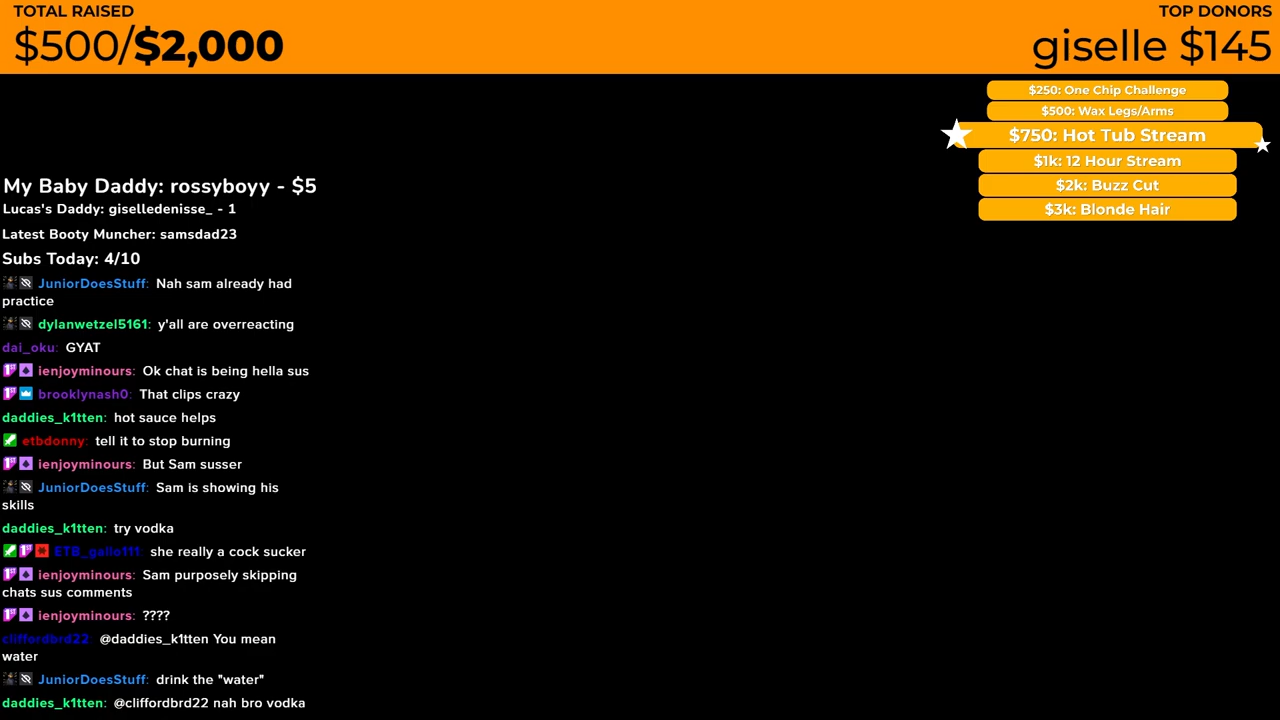 TOTAL RAISED
$500/$2,000
TOP DONORS
giselle $145
$250: One Chip Challenge
$500: Wax Legs/Arms
$750: Hot Tub Stream
$1k: 12 Hour Stream
$2k: Buzz Cut
$3k: Blonde Hair
My Baby Daddy: rossyboyy - $5
Lucas's Daddy: giselledenisse_ - 1
Latest Booty Muncher: samsdad23
Subs Today: 4/10
JuniorDoesStuff: Nah sam already had
practice
dylanwetzel5161: y'all are overreacting
dai_oku: GYAT
ienjoyminours: Ok chat is being hella sus
brooklynash0: That clips crazy
daddies_k1tten: hot sauce helps
etbdonny: tell it to stop burning
ienjoyminours: But Sam susser
JuniorDoesStuff: Sam is showing his
skills
daddies_k1tten: try vodka
ETB_gallo111: she really a cock sucker
ienjoyminours: Sam purposely skipping
chats sus comments
ienjoyminours: ????
cliffordbrd22: @daddies_k1tten You mean
water
JuniorDoesStuff: drink the "water"
daddies_k1tten: @cliffordbrd22 nah bro vodka